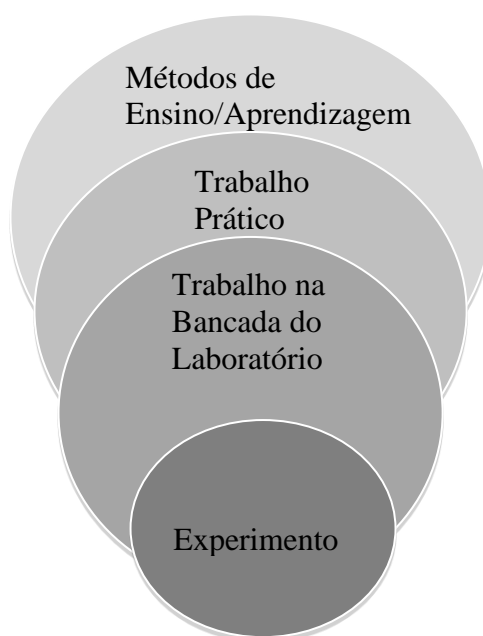 Métodos de
Ensino/Aprendizagem
Trabalho
Prático
Trabalho na
Bancada do
Laboratório
Experimento